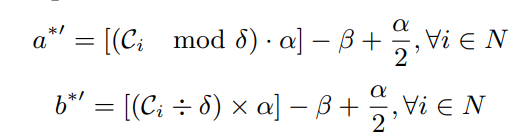 a*′ = [(𝒞ᵢ mod δ) · α] − β + α/2, ∀i ∈ N
b*′ = [(𝒞ᵢ ÷ δ) × α] − β + α/2, ∀i ∈ N